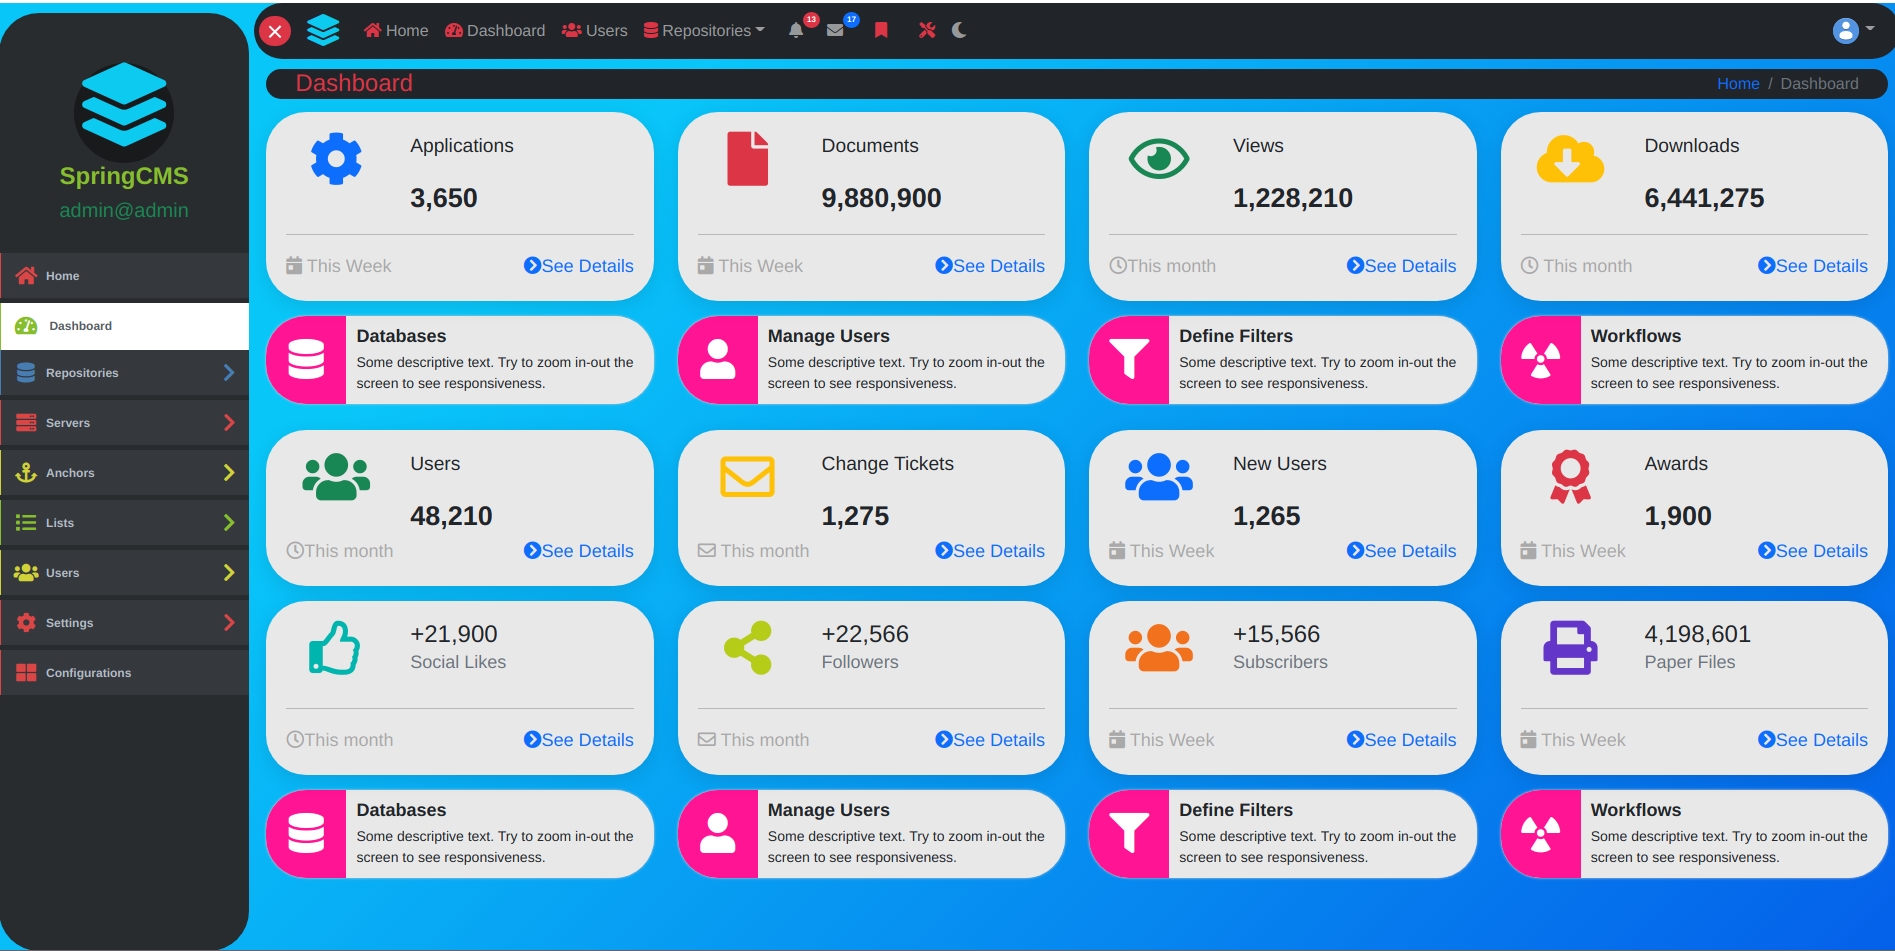 Home Dashboard Users Repositories 13 17
SpringCMS
admin@admin
Home
Dashboard
Repositories
Servers
Anchors
Lists
Users
Settings
Configurations
Dashboard
Home / Dashboard
Applications
3,650
This Week See Details
Documents
9,880,900
This Week See Details
Views
1,228,210
This month See Details
Downloads
6,441,275
This month See Details
Databases
Some descriptive text. Try to zoom in-out the
screen to see responsiveness.
Manage Users
Some descriptive text. Try to zoom in-out the
screen to see responsiveness.
Define Filters
Some descriptive text. Try to zoom in-out the
screen to see responsiveness.
Workflows
Some descriptive text. Try to zoom in-out the
screen to see responsiveness.
Users
48,210
This month See Details
Change Tickets
1,275
This month See Details
New Users
1,265
This Week See Details
Awards
1,900
This Week See Details
+21,900
Social Likes
This month See Details
+22,566
Followers
This month See Details
+15,566
Subscribers
This Week See Details
4,198,601
Paper Files
This Week See Details
Databases
Some descriptive text. Try to zoom in-out the
screen to see responsiveness.
Manage Users
Some descriptive text. Try to zoom in-out the
screen to see responsiveness.
Define Filters
Some descriptive text. Try to zoom in-out the
screen to see responsiveness.
Workflows
Some descriptive text. Try to zoom in-out the
screen to see responsiveness.